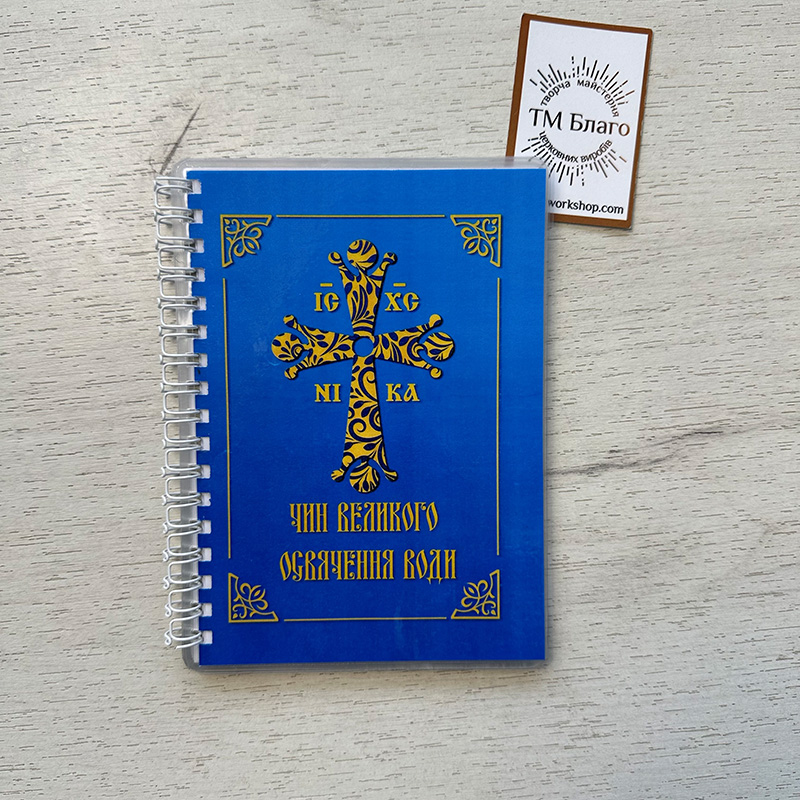 ІС ХС
НІ КА
ЧИН ВЕЛИКОГО
ОСВЯЧЕННЯ ВОДИ
творча майстерня
ТМ Благо
церковних виробів
workshop.com